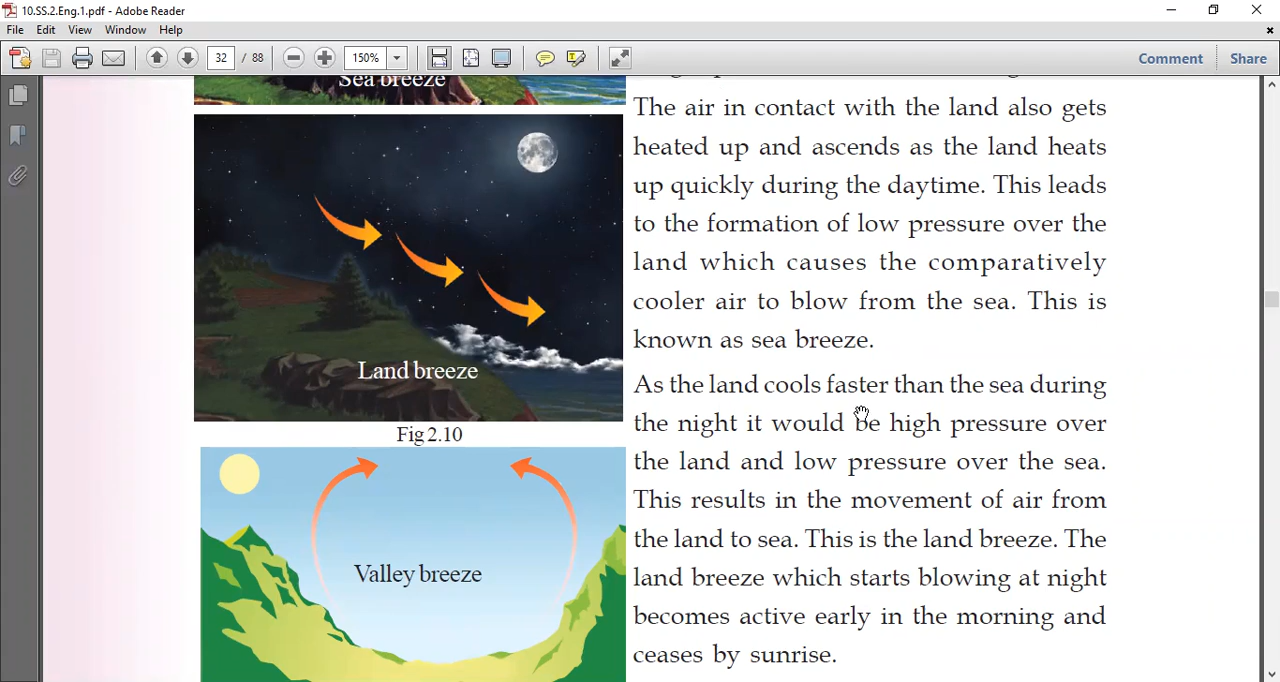 10.SS.2.Eng.1.pdf - Adobe Reader
File Edit View Window Help
32 / 88 150% Comment Share
Sea breeze
The air in contact with the land also gets
heated up and ascends as the land heats
up quickly during the daytime. This leads
to the formation of low pressure over the
land which causes the comparatively
cooler air to blow from the sea. This is
known as sea breeze.
Land breeze
Fig 2.10
As the land cools faster than the sea during
the night it would be high pressure over
the land and low pressure over the sea.
This results in the movement of air from
the land to sea. This is the land breeze. The
land breeze which starts blowing at night
becomes active early in the morning and
ceases by sunrise.
Valley breeze